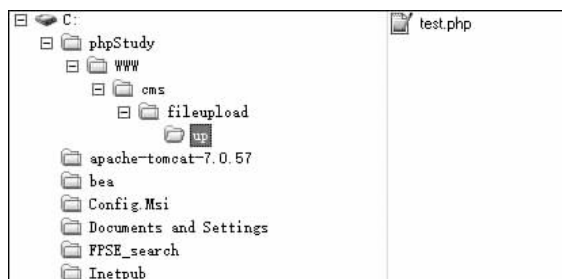 C:
test.php
phpStudy
WWW
cms
fileupload
up
apache-tomcat-7.0.57
bea
Config.Msi
Documents and Settings
FPSE_search
Inetpub